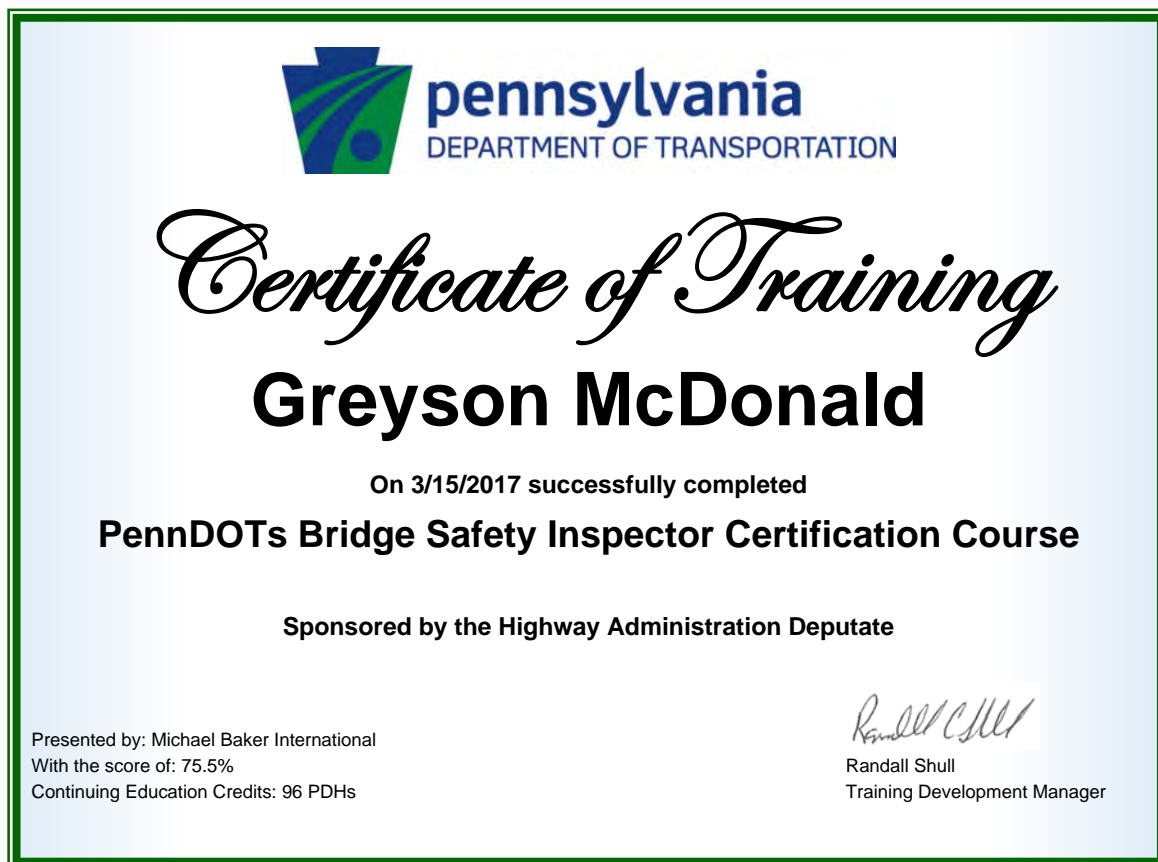 pennsylvania
DEPARTMENT OF TRANSPORTATION
Certificate of Training
Greyson McDonald
On 3/15/2017 successfully completed
PennDOTs Bridge Safety Inspector Certification Course
Sponsored by the Highway Administration Deputate
Presented by: Michael Baker International
With the score of: 75.5%
Continuing Education Credits: 96 PDHs
Randall C Shull
Randall Shull
Training Development Manager